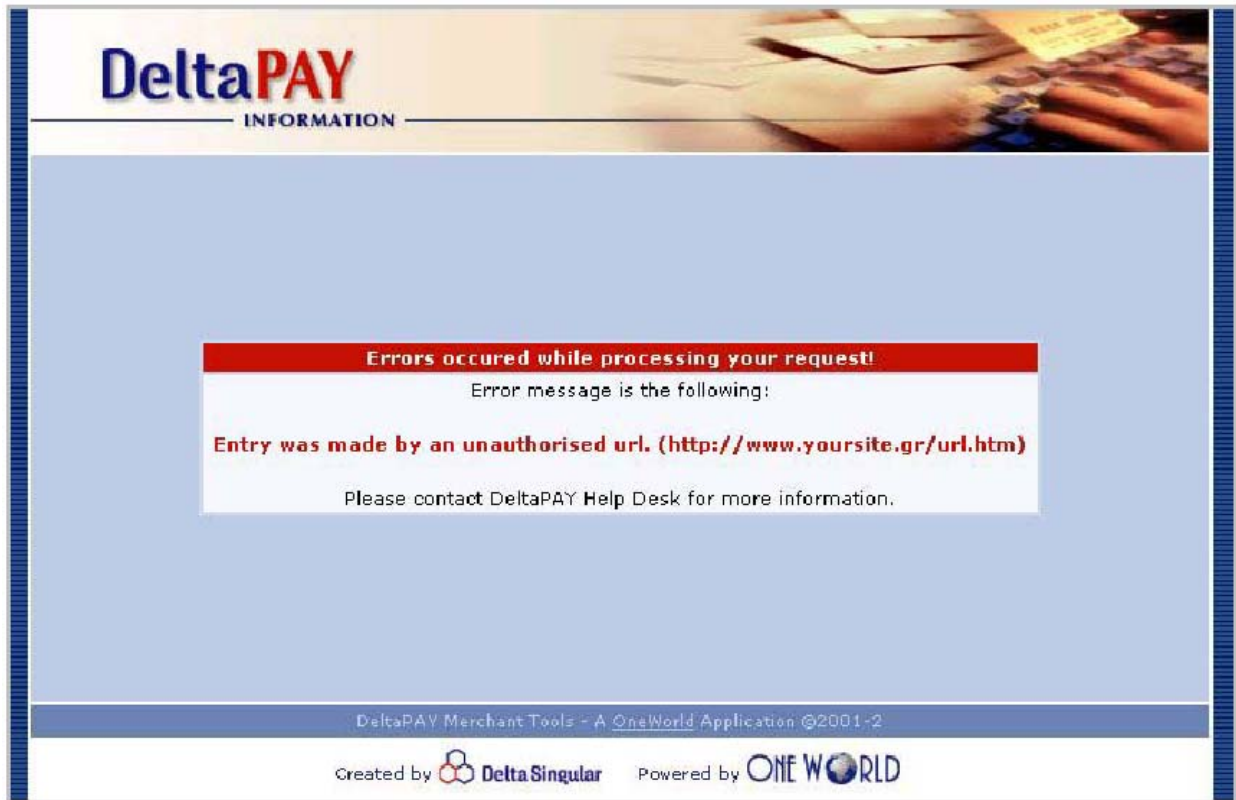 DeltaPAY
INFORMATION
Errors occured while processing your request!
Error message is the following:
Entry was made by an unauthorised url. (http://www.yoursite.gr/url.htm)
Please contact DeltaPAY Help Desk for more information.
DeltaPAY Merchant Tools - A OneWorld Application @2001-2
Created by DeltaSingular Powered by ONE WORLD